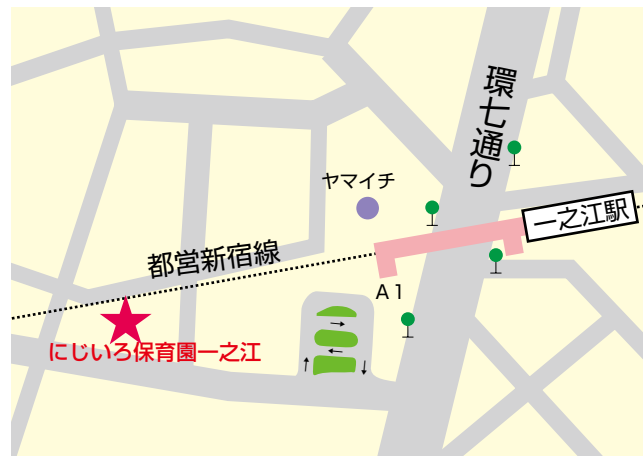 環七通り
ヤマイチ
一之江駅
都営新宿線
A1
にじいろ保育園一之江